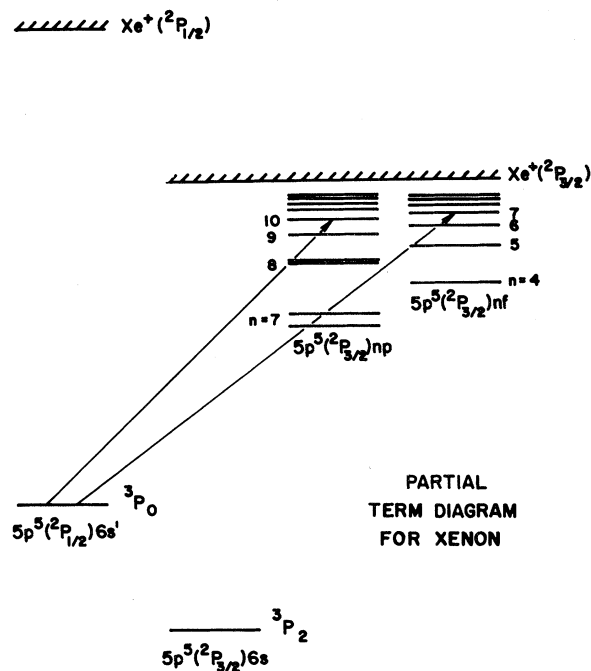 Xe⁺(²P₁/₂)
Xe⁺(²P₃/₂)
10
9
8
n=7
5p⁵(²P₃/₂)np
7
6
5
n=4
5p⁵(²P₃/₂)nf
³P₀
5p⁵(²P₁/₂)6s'
PARTIAL
TERM DIAGRAM
FOR XENON
³P₂
5p⁵(²P₃/₂)6s